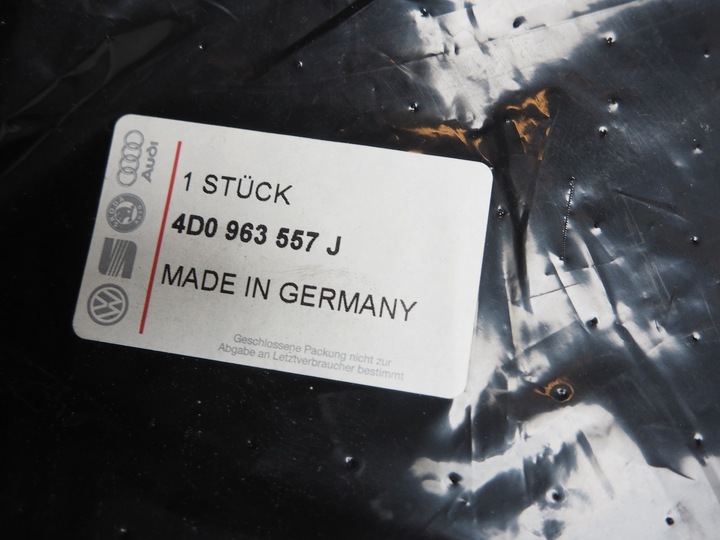 Audi
1 STÜCK
4D0 963 557 J
MADE IN GERMANY
Geschlossene Packung nicht zur
Abgabe an Letztverbraucher bestimmt